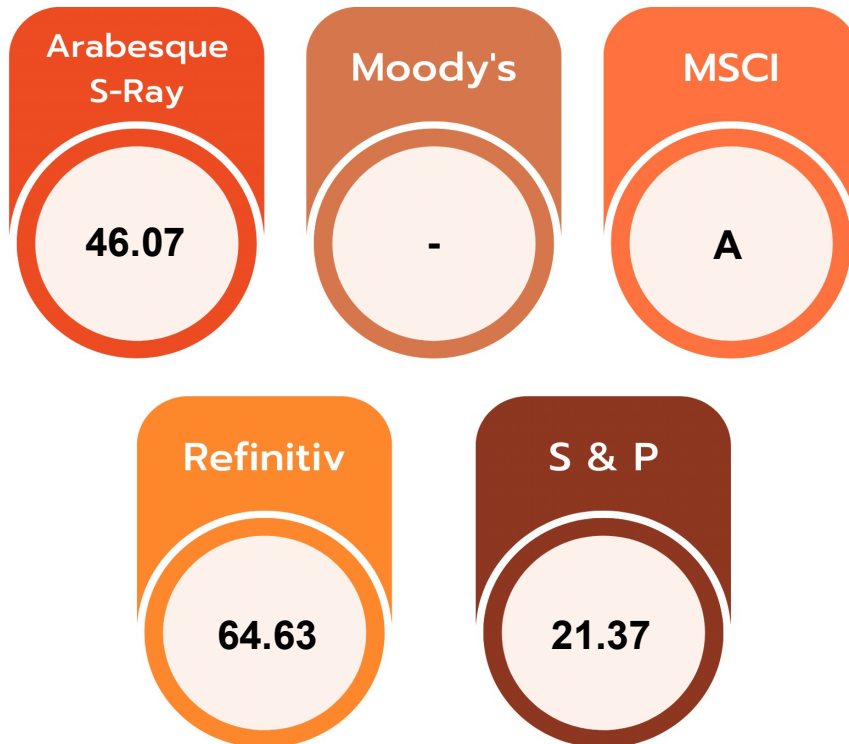 Arabesque
S-Ray
46.07
Moody's
-
MSCI
A
Refinitiv
64.63
S & P
21.37